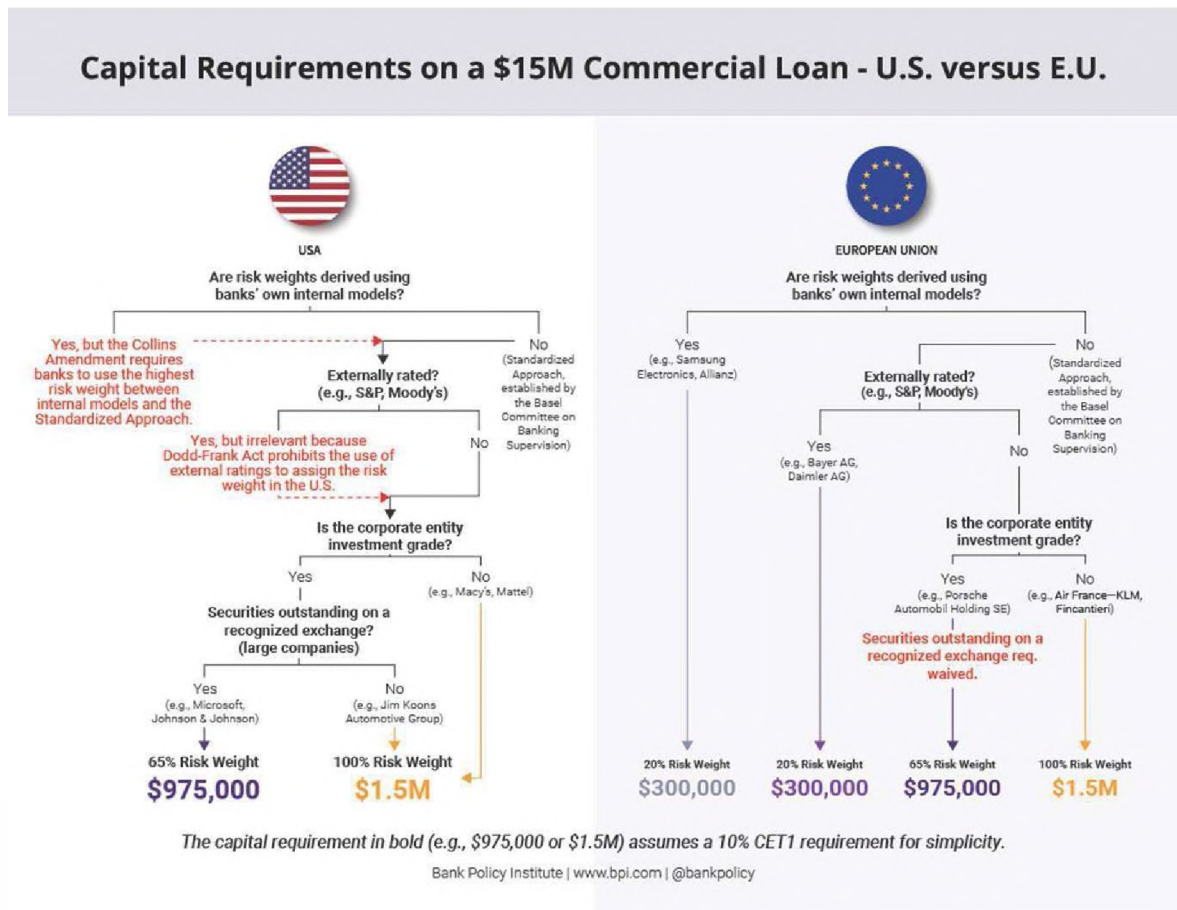 Capital Requirements on a $15M Commercial Loan - U.S. versus E.U.
USA
Are risk weights derived using
banks' own internal models?
Yes, but the Collins
Amendment requires
banks to use the highest
risk weight between
internal models and the
Standardized Approach.
No
(Standardized
Approach,
established by
the Basel
Committee on
Banking
Supervision)
Externally rated?
(e.g., S&P, Moody's)
Yes, but irrelevant because
Dodd-Frank Act prohibits the use of
external ratings to assign the risk
weight in the U.S.
No
Is the corporate entity
investment grade?
Yes
No
(e.g., Macy's, Mattel)
Securities outstanding on a
recognized exchange?
(large companies)
Yes
(e.g., Microsoft,
Johnson & Johnson)
No
(e.g., Jim Koons
Automotive Group)
65% Risk Weight
$975,000
100% Risk Weight
$1.5M
EUROPEAN UNION
Are risk weights derived using
banks' own internal models?
Yes
(e.g., Samsung
Electronics, Allianz)
No
(Standardized
Approach,
established by
the Basel
Committee on
Banking
Supervision)
Externally rated?
(e.g., S&P, Moody's)
Yes
(e.g., Bayer AG,
Daimler AG)
No
Is the corporate entity
investment grade?
Yes
(e.g., Porsche
Automobil Holding SE)
No
(e.g., Air France—KLM,
Fincantieri)
Securities outstanding on a
recognized exchange req.
waived.
20% Risk Weight
$300,000
20% Risk Weight
$300,000
65% Risk Weight
$975,000
100% Risk Weight
$1.5M
The capital requirement in bold (e.g., $975,000 or $1.5M) assumes a 10% CET1 requirement for simplicity.
Bank Policy Institute | www.bpi.com | @bankpolicy